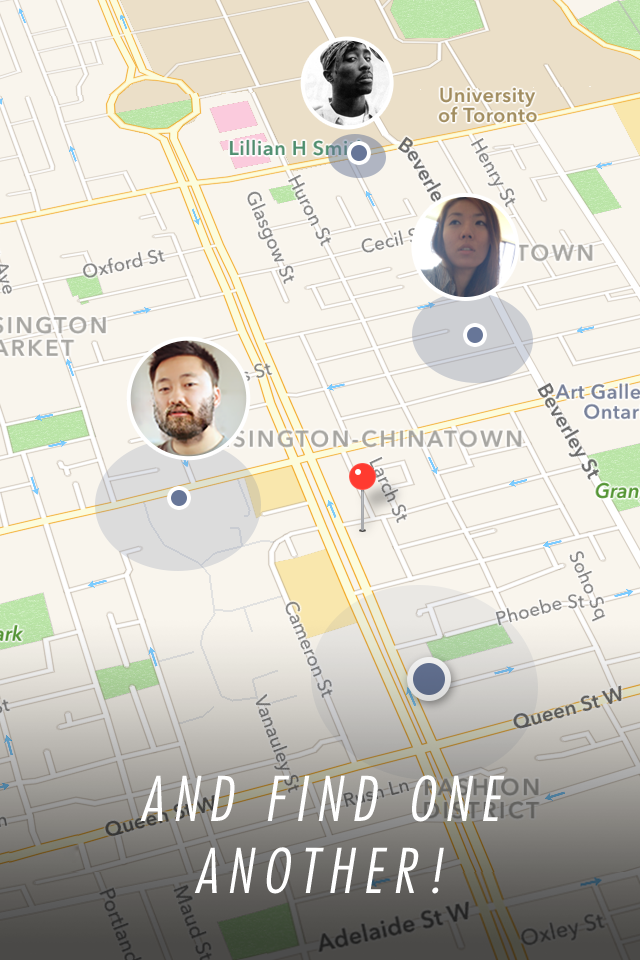 University
of Toronto
Lillian H Smi
Beverle
Henry St
Huron St
Glasgow St
Cecil S
TOWN
Oxford St
Ave
SINGTON
ARKET
s St
Art Galle
Ontar
Beverley St
SINGTON-CHINATOWN
Larch St
Gran
Soho Sq
Phoebe St
ark
Cameron St
Vanauley St
Queen St W
Rush Ln
FASHION
DISTRICT
Queen St W
AND FIND ONE
ANOTHER!
Portland
Maud St
Adelaide St W
Oxley St